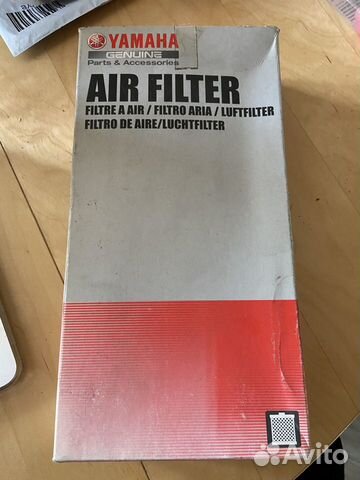 YAMAHA
GENUINE
Parts & Accessories
AIR FILTER
FILTRE A AIR / FILTRO ARIA / LUFTFILTER
FILTRO DE AIRE/LUCHTFILTER
Avito